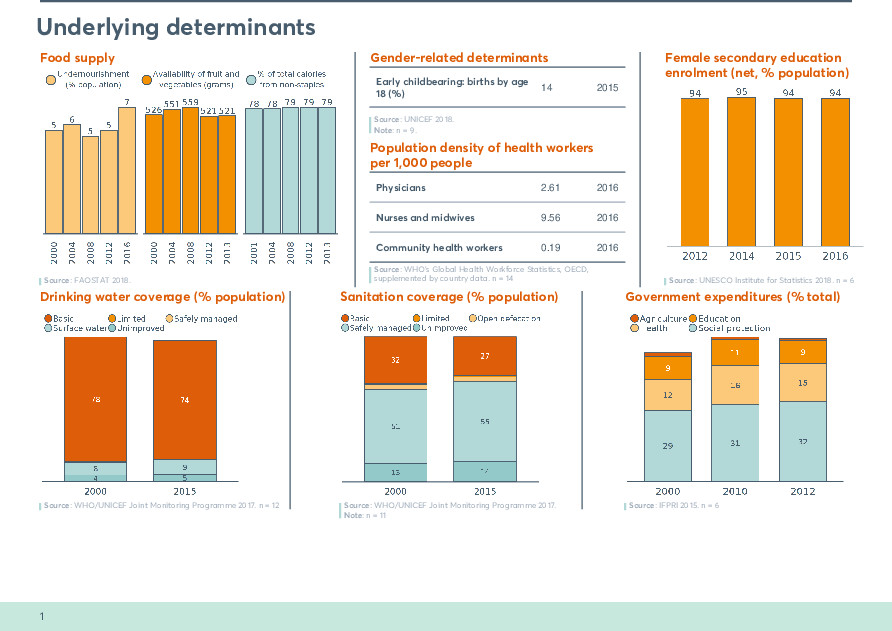 Underlying determinants
Food supply
Undernourishment (% population)
Availability of fruit and vegetables (grams)
% of total calories from non-staples
5 6 5 5 7
526 551 559 521 521
78 78 79 79 79
2000 2004 2008 2012 2016
2000 2004 2008 2012 2013
2001 2004 2008 2012 2013
Source: FAOSTAT 2018.
Gender-related determinants
Early childbearing: births by age 18 (%) 14 2015
Source: UNICEF 2018.
Note: n = 9.
Population density of health workers
per 1,000 people
Physicians 2.61 2016
Nurses and midwives 9.56 2016
Community health workers 0.19 2016
Source: WHO's Global Health Workforce Statistics, OECD,
supplemented by country data. n = 14
Female secondary education
enrolment (net, % population)
94 95 94 94
2012 2014 2015 2016
Source: UNESCO Institute for Statistics 2018. n = 6
Drinking water coverage (% population)
Basic Limited Safely managed
Surface water Unimproved
78 74
8 9
4 5
2000 2015
Source: WHO/UNICEF Joint Monitoring Programme 2017. n = 12
Sanitation coverage (% population)
Basic Limited Open defecation
Safely managed Unimproved
32 27
51 55
13 14
2000 2015
Source: WHO/UNICEF Joint Monitoring Programme 2017.
Note: n = 11
Government expenditures (% total)
Agriculture Education
Health Social protection
9 11 9
12 16 15
29 31 32
2000 2010 2012
Source: IFPRI 2015. n = 6
1